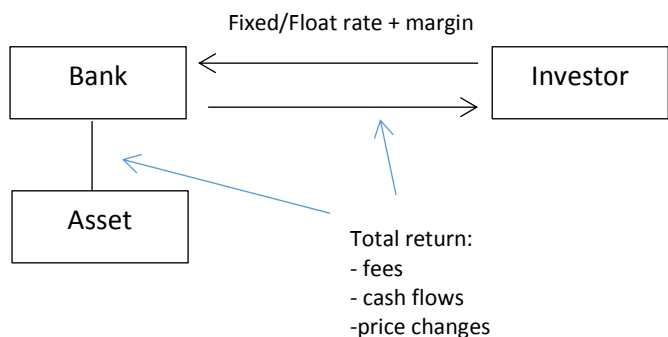 Fixed/Float rate + margin
Bank
Investor
Asset
Total return:
- fees
- cash flows
-price changes